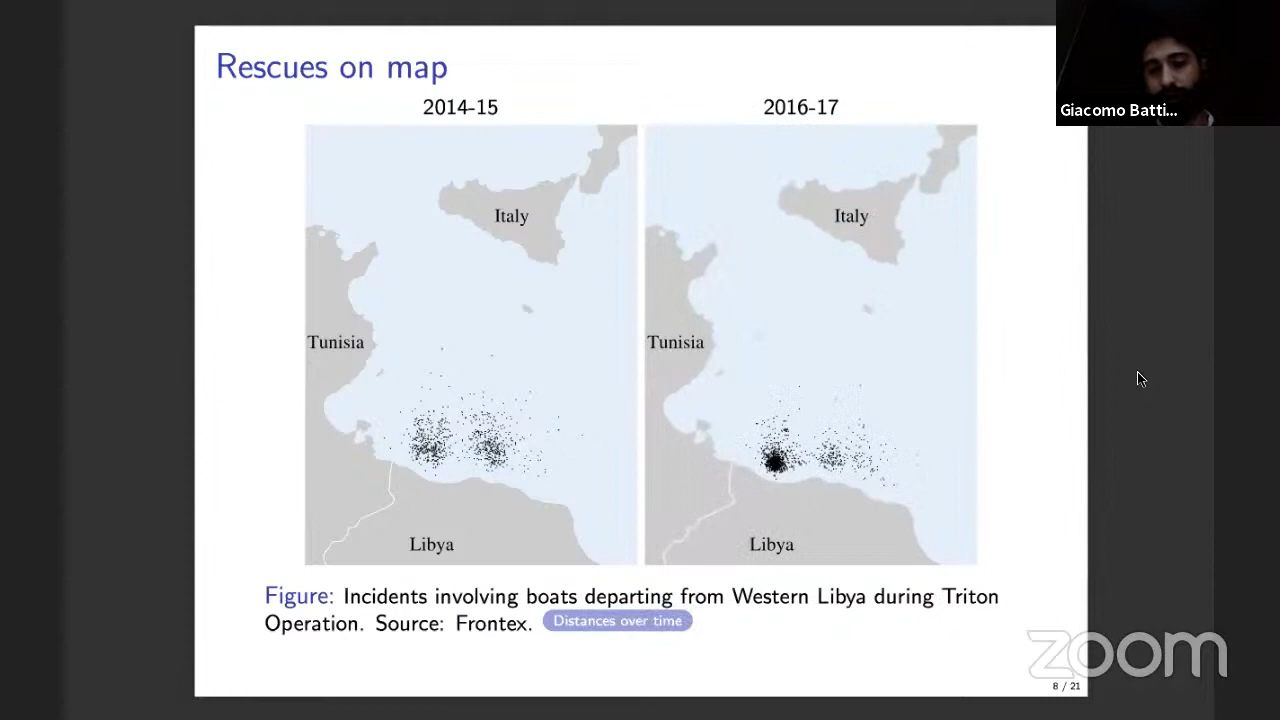 Rescues on map
2014-15
2016-17
Giacomo Batti...
Italy
Italy
Tunisia
Tunisia
Libya
Libya
Figure: Incidents involving boats departing from Western Libya during Triton
Operation. Source: Frontex. Distances over time
zoom
8 / 21